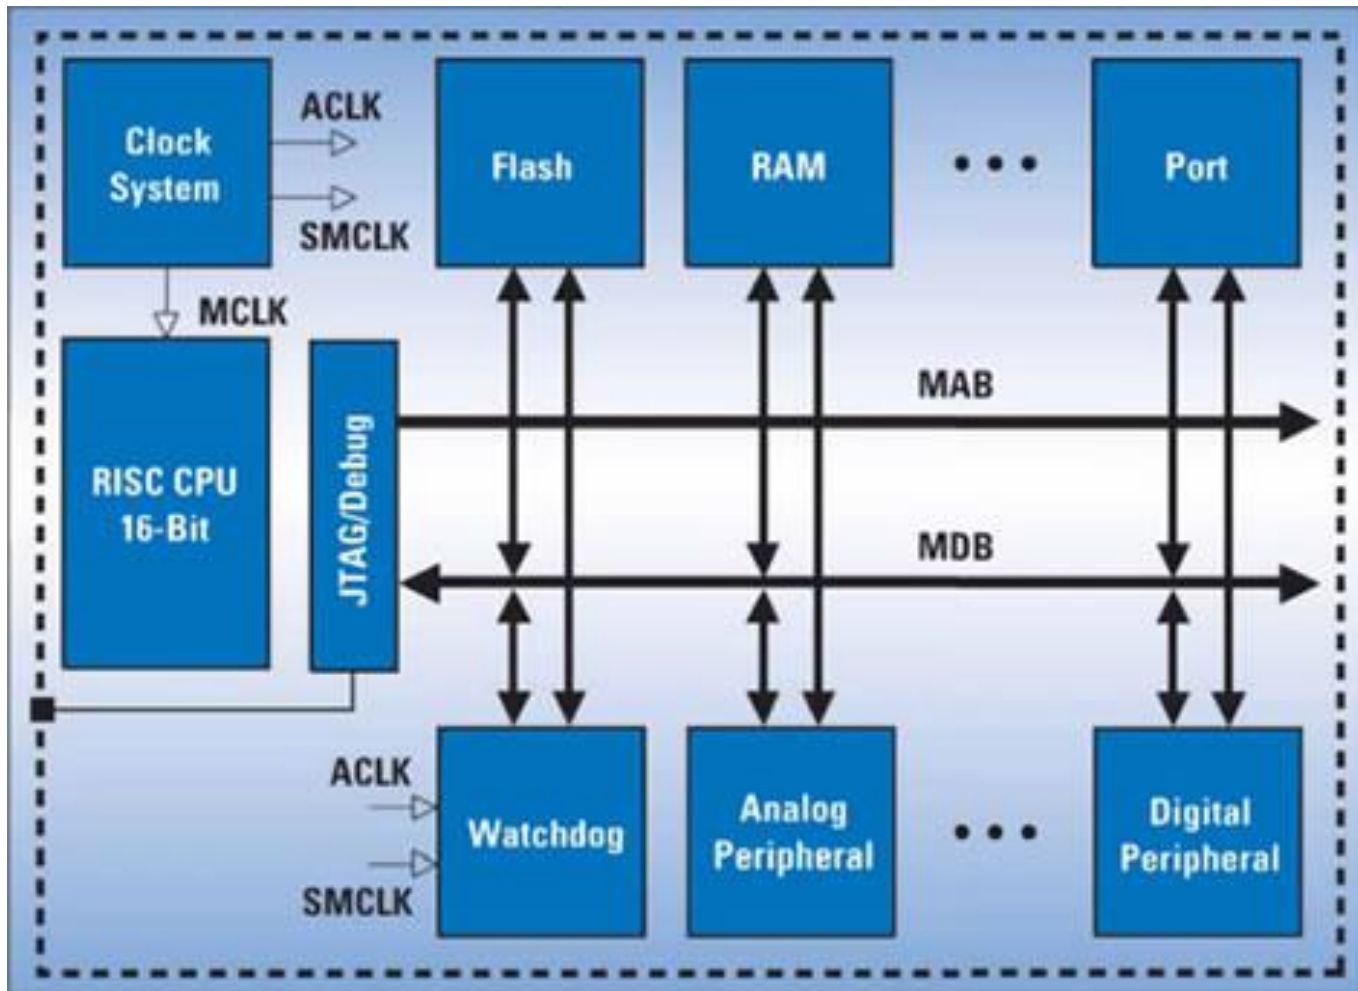 Clock
System
ACLK
SMCLK
Flash
RAM
Port
MCLK
RISC CPU
16-Bit
JTAG/Debug
MAB
MDB
ACLK
SMCLK
Watchdog
Analog
Peripheral
Digital
Peripheral